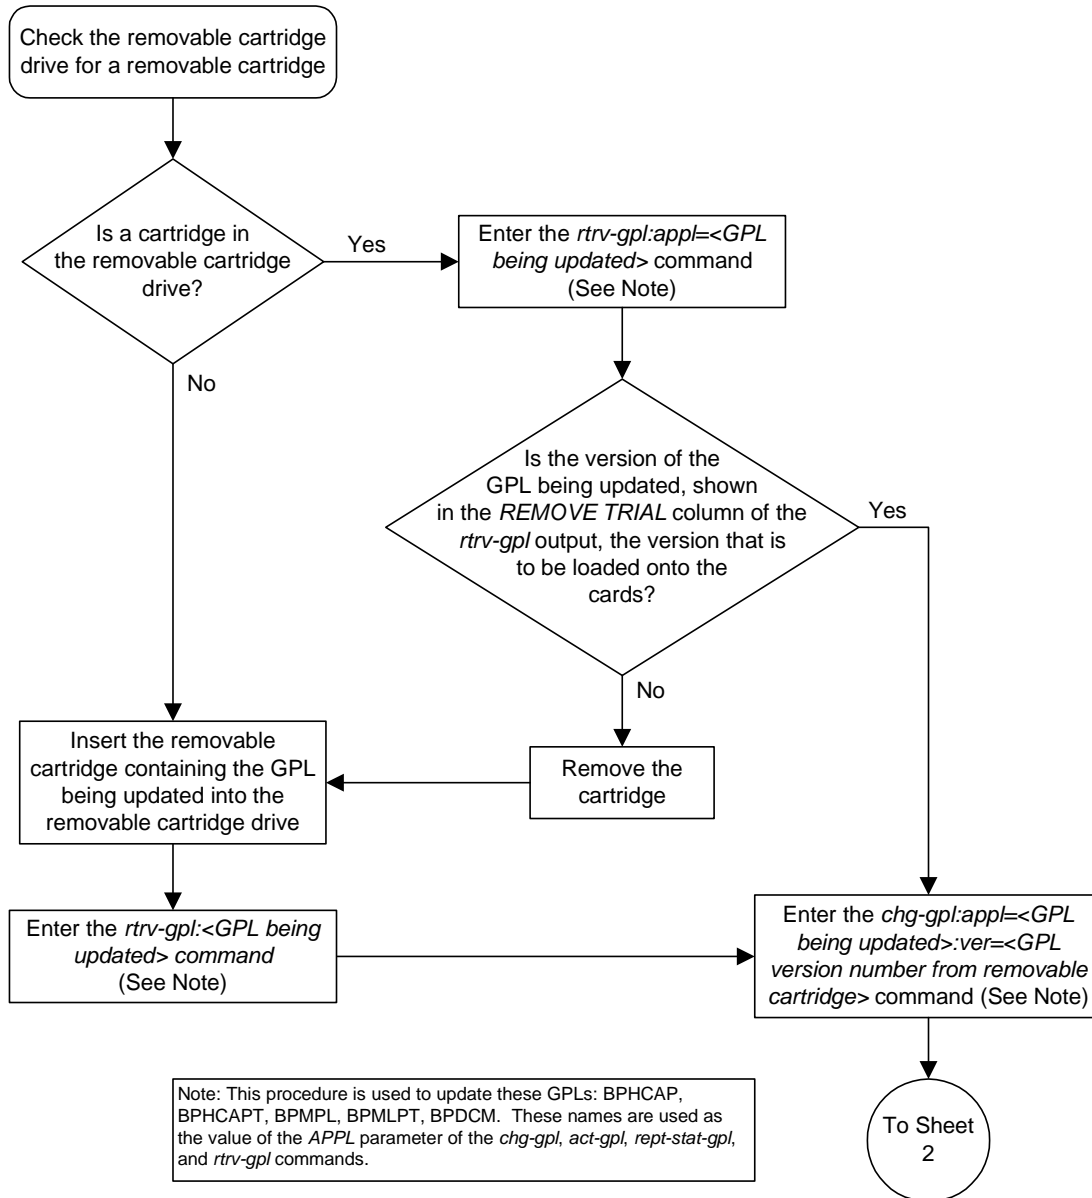 Check the removable cartridge
drive for a removable cartridge
Is a cartridge in
the removable cartridge
drive?
Yes
No
Enter the rtrv-gpl:appl=<GPL
being updated> command
(See Note)
Is the version of the
GPL being updated, shown
in the REMOVE TRIAL column of the
rtrv-gpl output, the version that is
to be loaded onto the
cards?
Yes
No
Remove the
cartridge
Insert the removable
cartridge containing the GPL
being updated into the
removable cartridge drive
Enter the rtrv-gpl:<GPL being
updated> command
(See Note)
Enter the chg-gpl:appl=<GPL
being updated>:ver=<GPL
version number from removable
cartridge> command (See Note)
Note: This procedure is used to update these GPLs: BPHCAP,
BPHCAPT, BPMPL, BPMLPT, BPDCM.  These names are used as
the value of the APPL parameter of the chg-gpl, act-gpl, rept-stat-gpl,
and rtrv-gpl commands.
To Sheet
2